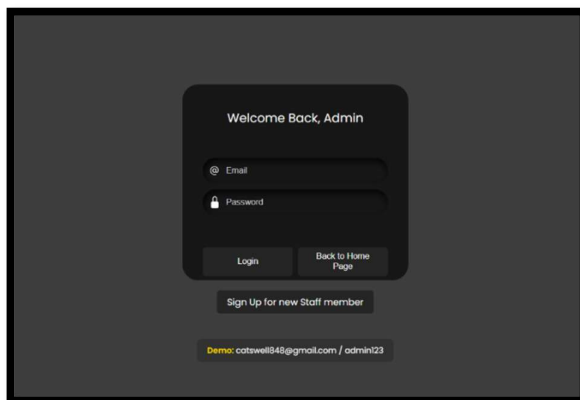 Welcome Back, Admin
@ Email
Password
Login
Back to Home
Page
Sign Up for new Staff member
Demo: catswell848@gmail.com / admin123